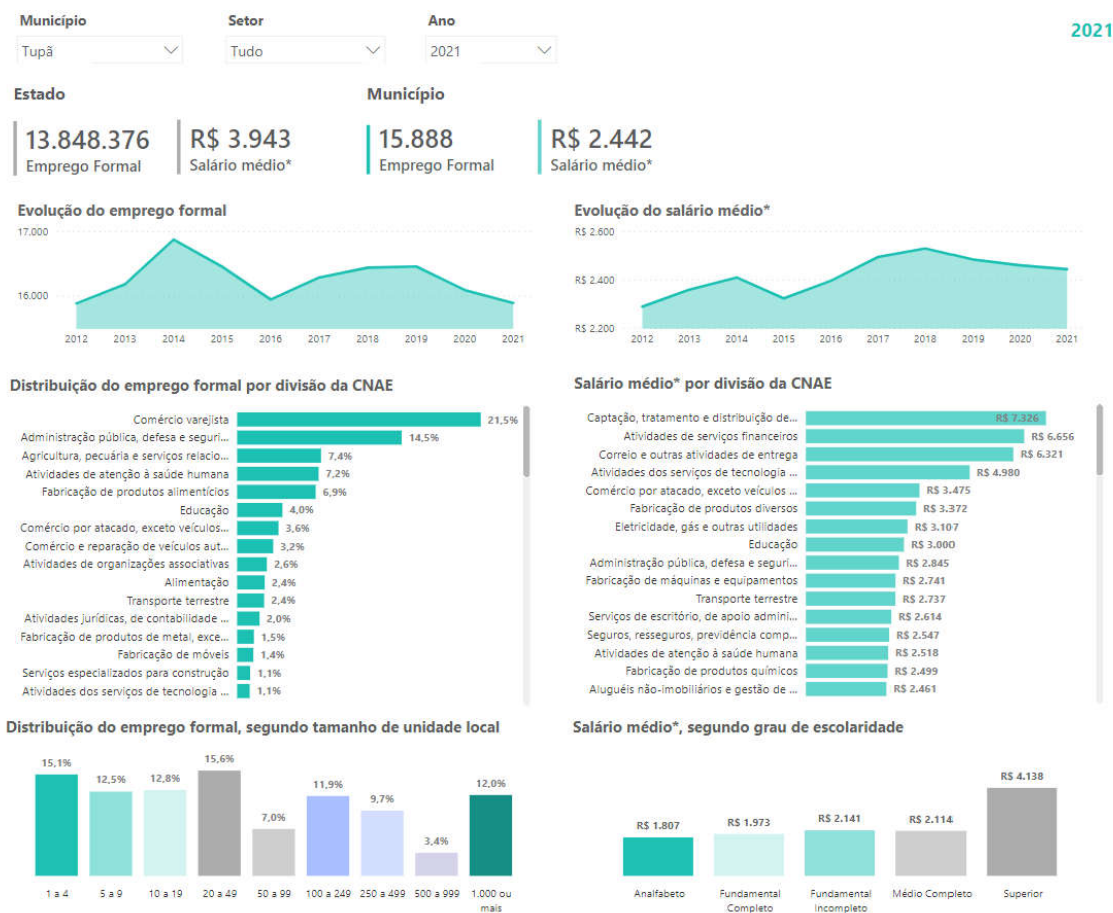 Município Setor Ano
Tupã Tudo 2021
2021
Estado Município
13.848.376 R$ 3.943 15.888 R$ 2.442
Emprego Formal Salário médio* Emprego Formal Salário médio*
Evolução do emprego formal
17.000
16.000
2012 2013 2014 2015 2016 2017 2018 2019 2020 2021
Evolução do salário médio*
R$ 2.600
R$ 2.400
R$ 2.200
2012 2013 2014 2015 2016 2017 2018 2019 2020 2021
Distribuição do emprego formal por divisão da CNAE
Comércio varejista 21,5%
Administração pública, defesa e seguri... 14,5%
Agricultura, pecuária e serviços relacio... 7,4%
Atividades de atenção à saúde humana 7,2%
Fabricação de produtos alimentícios 6,9%
Educação 4,0%
Comércio por atacado, exceto veículos... 3,6%
Comércio e reparação de veículos aut... 3,2%
Atividades de organizações associativas 2,6%
Alimentação 2,4%
Transporte terrestre 2,4%
Atividades jurídicas, de contabilidade ... 2,0%
Fabricação de produtos de metal, exce... 1,5%
Fabricação de móveis 1,4%
Serviços especializados para construção 1,1%
Atividades dos serviços de tecnologia ... 1,1%
Salário médio* por divisão da CNAE
Captação, tratamento e distribuição de... R$ 7.326
Atividades de serviços financeiros R$ 6.656
Correio e outras atividades de entrega R$ 6.321
Atividades dos serviços de tecnologia ... R$ 4.980
Comércio por atacado, exceto veículos ... R$ 3.475
Fabricação de produtos diversos R$ 3.372
Eletricidade, gás e outras utilidades R$ 3.107
Educação R$ 3.000
Administração pública, defesa e seguri... R$ 2.845
Fabricação de máquinas e equipamentos R$ 2.741
Transporte terrestre R$ 2.737
Serviços de escritório, de apoio admini... R$ 2.614
Seguros, resseguros, previdência comp... R$ 2.547
Atividades de atenção à saúde humana R$ 2.518
Fabricação de produtos químicos R$ 2.499
Aluguéis não-imobiliários e gestão de ... R$ 2.461
Distribuição do emprego formal, segundo tamanho de unidade local
15,1% 12,5% 12,8% 15,6% 7,0% 11,9% 9,7% 3,4% 12,0%
1 a 4 5 a 9 10 a 19 20 a 49 50 a 99 100 a 249 250 a 499 500 a 999 1.000 ou
mais
Salário médio*, segundo grau de escolaridade
R$ 1.807 R$ 1.973 R$ 2.141 R$ 2.114 R$ 4.138
Analfabeto Fundamental Fundamental Médio Completo Superior
Completo Incompleto